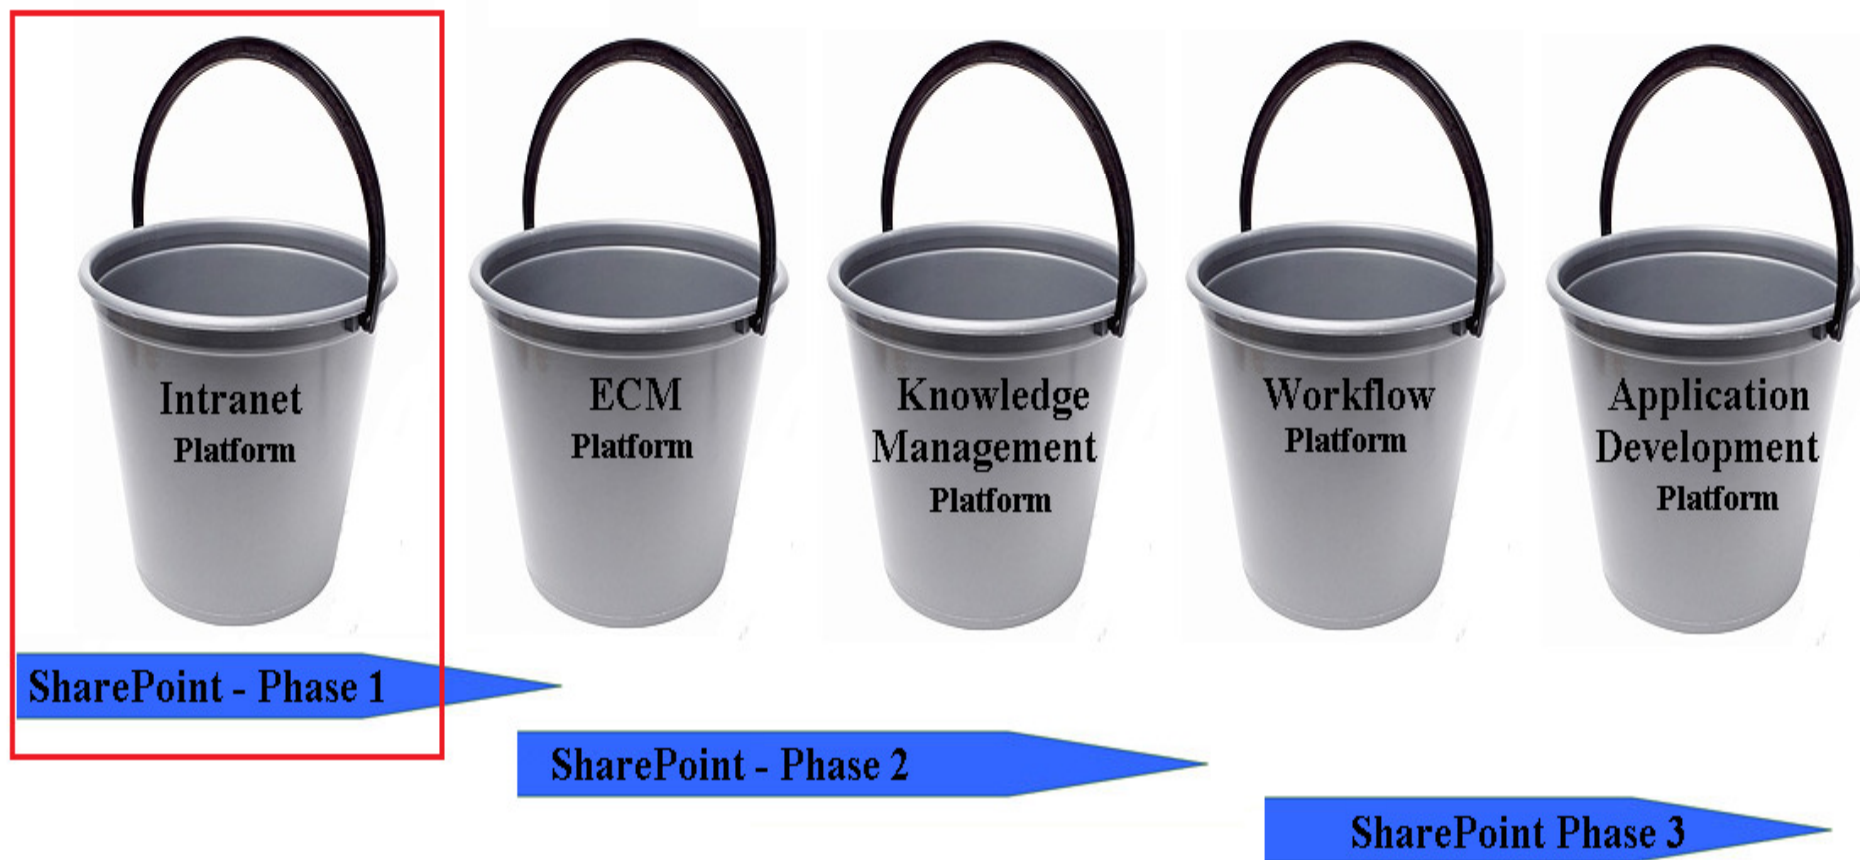 Intranet
Platform
ECM
Platform
Knowledge
Management
Platform
Workflow
Platform
Application
Development
Platform
SharePoint - Phase 1
SharePoint - Phase 2
SharePoint Phase 3